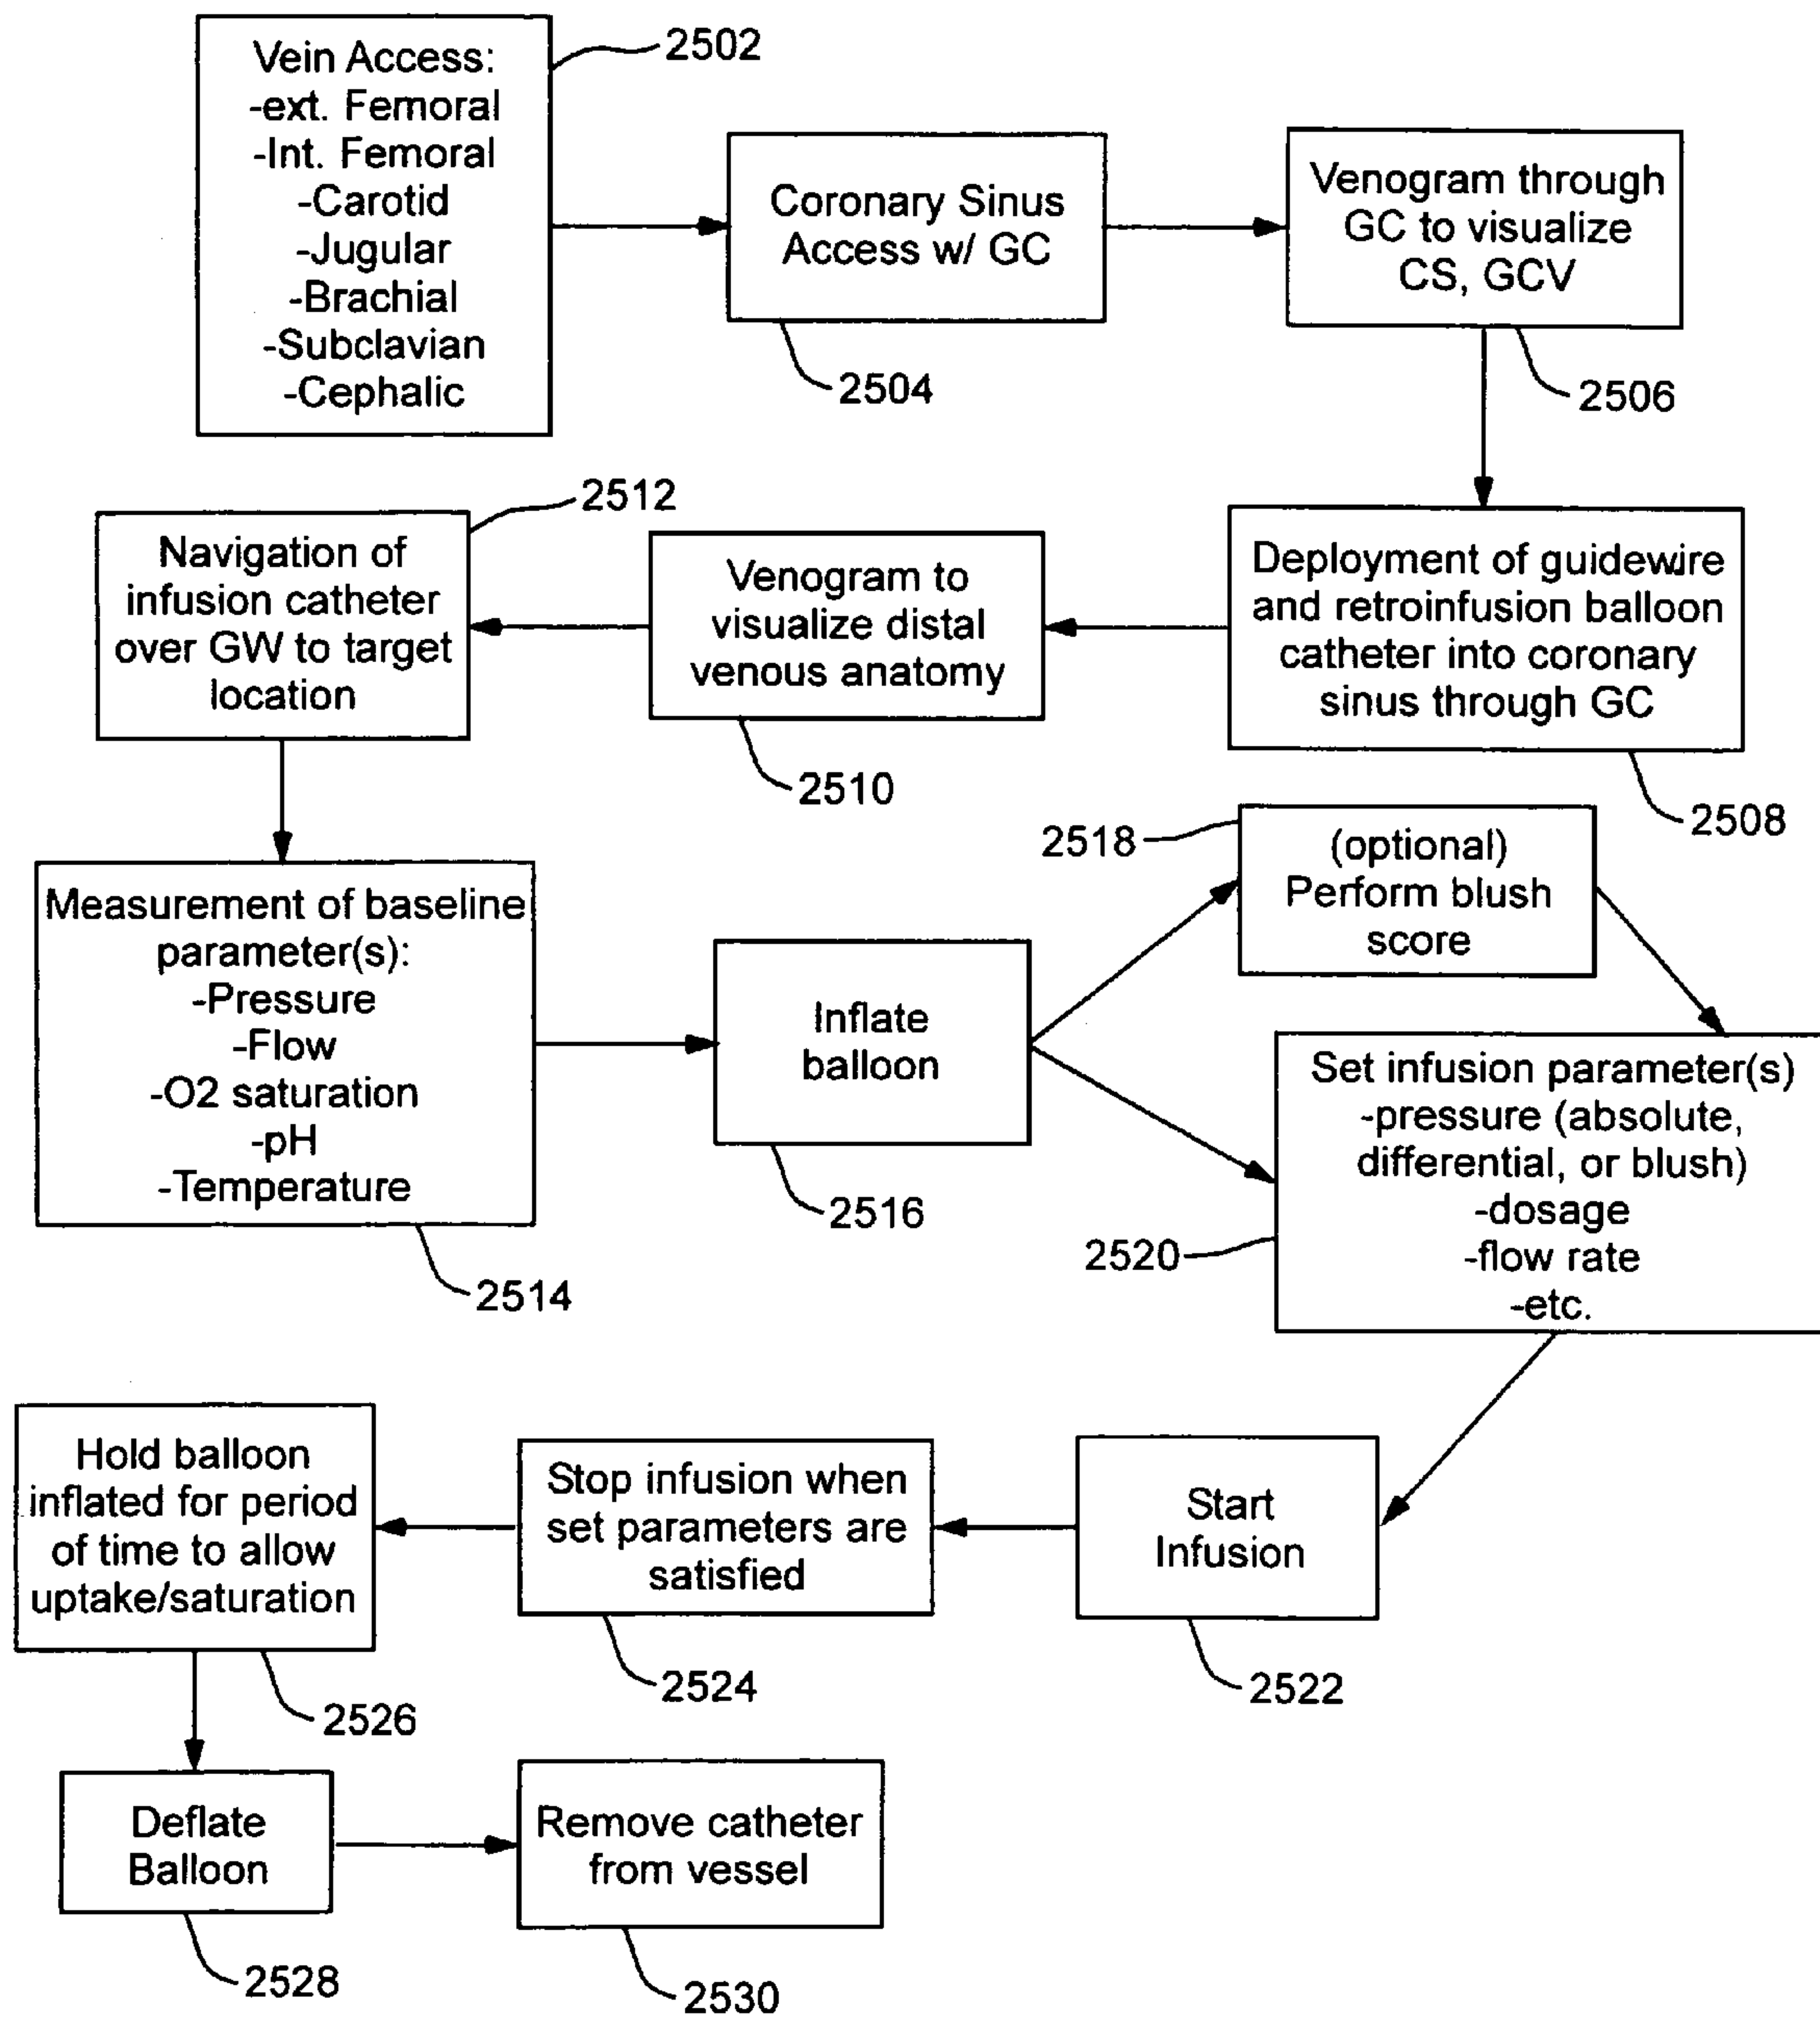 Vein Access:
-ext. Femoral
-Int. Femoral
-Carotid
-Jugular
-Brachial
-Subclavian
-Cephalic
2502
Coronary Sinus
Access w/ GC
2504
Venogram through
GC to visualize
CS, GCV
2506
Deployment of guidewire
and retroinfusion balloon
catheter into coronary
sinus through GC
2508
Venogram to
visualize distal
venous anatomy
2510
Navigation of
infusion catheter
over GW to target
location
2512
Measurement of baseline
parameter(s):
-Pressure
-Flow
-O2 saturation
-pH
-Temperature
2514
Inflate
balloon
2516
2518
(optional)
Perform blush
score
Set infusion parameter(s)
-pressure (absolute,
differential, or blush)
-dosage
-flow rate
-etc.
2520
Start
Infusion
2522
Stop infusion when
set parameters are
satisfied
2524
Hold balloon
inflated for period
of time to allow
uptake/saturation
2526
Deflate
Balloon
2528
Remove catheter
from vessel
2530